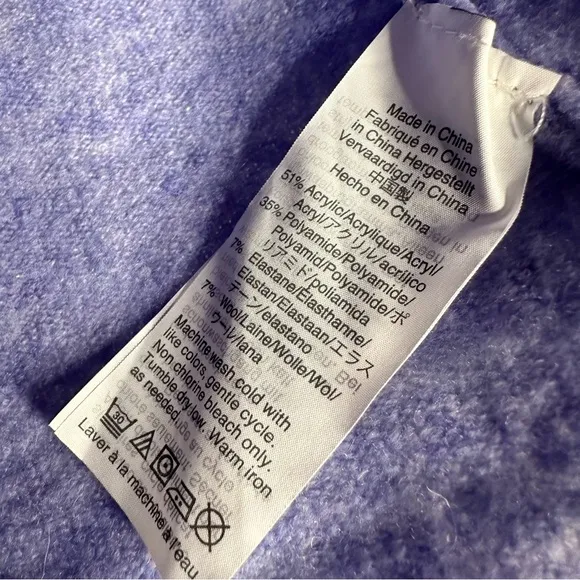 Made in China
Fabriqué en Chine
in China Hergestellt
Vervaardigd in China
中国製
Hecho en China
51% Acrylic/Acrylique/Acryl/
Acryl/アクリル/acrílico
35% Polyamide/Polyamide/
Polyamid/Polyamide/ポ
リアミド/poliamida
7% Elastane/Elasthanne/
Elastan/Elastaan/エラス
テーン/elastano
7% Wool/Laine/Wolle/Wol/
ウール/lana
Machine wash cold with
like colors, gentle cycle.
Non chlorine bleach only.
Tumble dry low. Warm iron
as needed.
30
Laver à la machine à l'eau